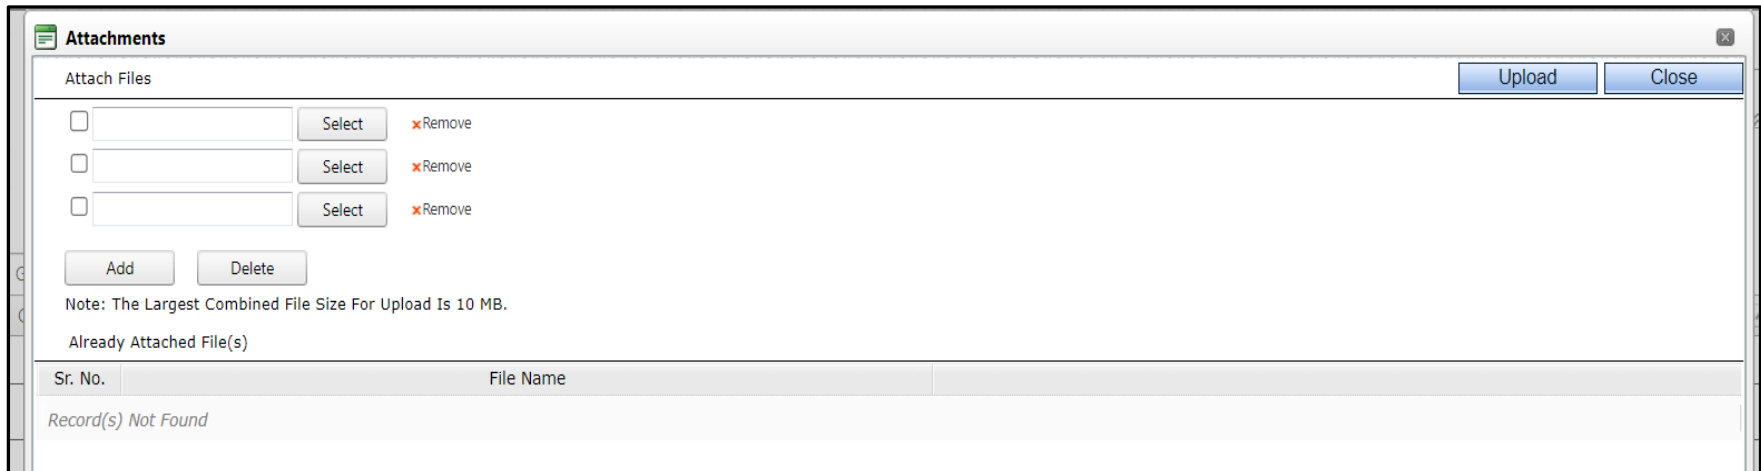 Attachments
Attach Files Upload Close
Select Remove
Select Remove
Select Remove
Add Delete
Note: The Largest Combined File Size For Upload Is 10 MB.
Already Attached File(s)
Sr. No. File Name
Record(s) Not Found